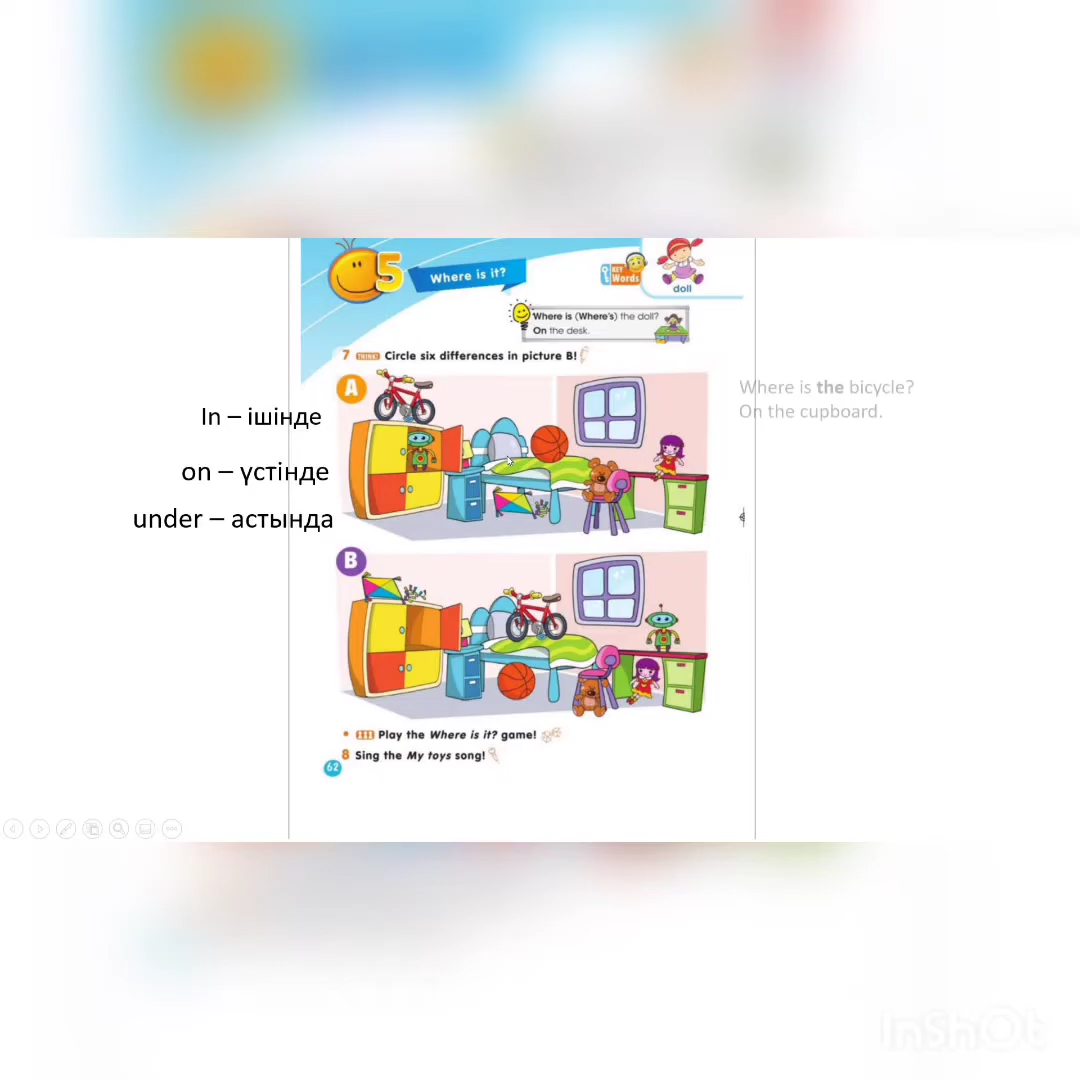 5 Where is it?
KEY Words
doll
Where is (Where's) the doll?
On the desk.
7 THINK! Circle six differences in picture B!
A
Where is the bicycle?
On the cupboard.
In – ішінде
on – үстінде
under – астында
B
• Play the Where is it? game!
8 Sing the My toys song!
62
InShOt